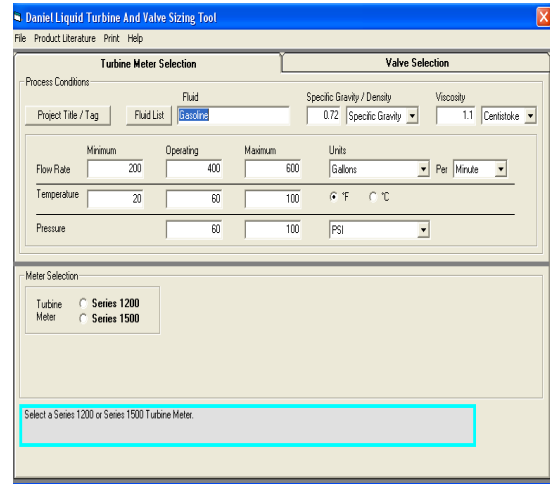 Daniel Liquid Turbine And Valve Sizing Tool
File Product Literature Print Help
Turbine Meter Selection Valve Selection
Process Conditions
Fluid Specific Gravity / Density Viscosity
Project Title / Tag Fluid List Gasoline 0.72 Specific Gravity 1.1 Centistoke
Minimum Operating Maximum Units
Flow Rate 200 400 600 Gallons Per Minute
Temperature 20 60 100 °F °C
Pressure 60 100 PSI
Meter Selection
Turbine Meter Series 1200
Series 1500
Select a Series 1200 or Series 1500 Turbine Meter.